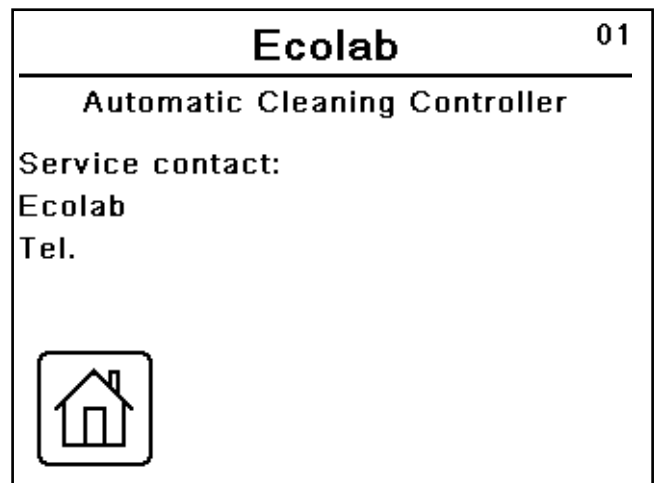 Ecolab 01
Automatic Cleaning Controller
Service contact:
Ecolab
Tel.